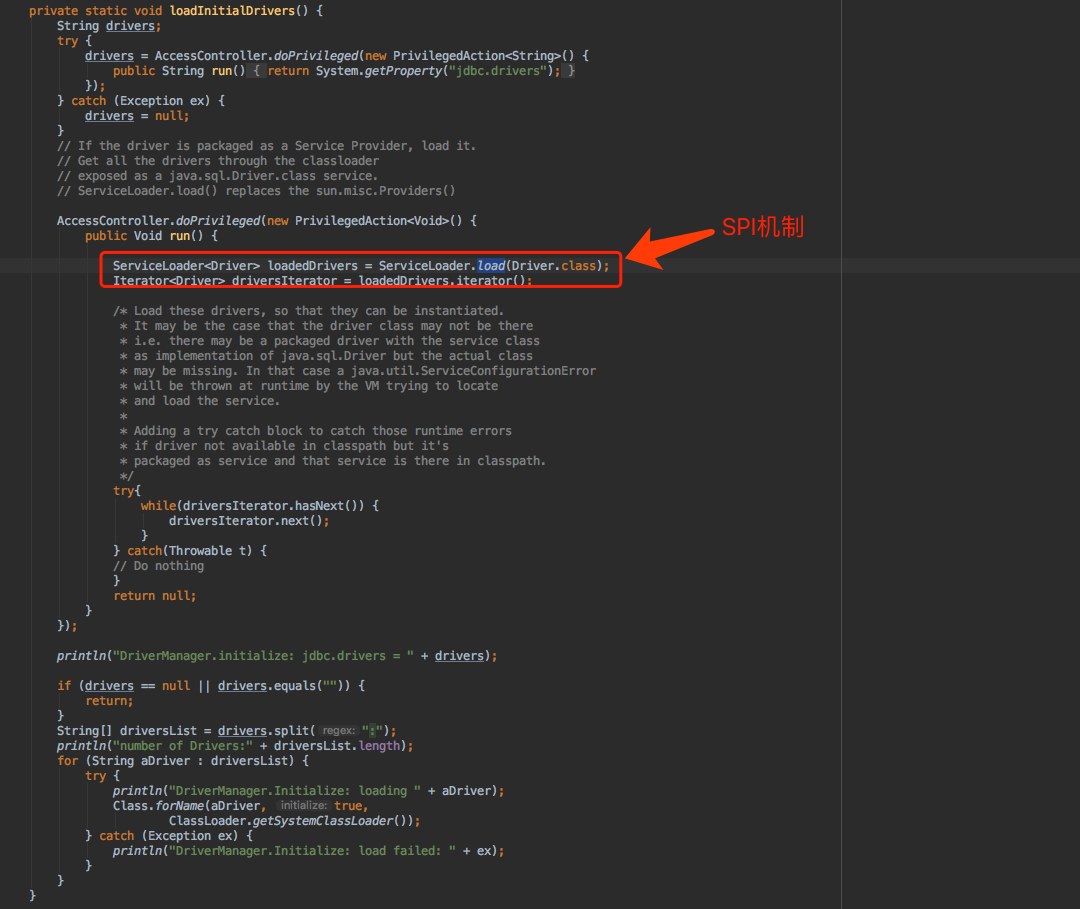 private static void loadInitialDrivers() {
    String drivers;
    try {
        drivers = AccessController.doPrivileged(new PrivilegedAction<String>() {
            public String run() { return System.getProperty("jdbc.drivers"); }
        });
    } catch (Exception ex) {
        drivers = null;
    }
    // If the driver is packaged as a Service Provider, load it.
    // Get all the drivers through the classloader
    // exposed as a java.sql.Driver.class service.
    // ServiceLoader.load() replaces the sun.misc.Providers()
    AccessController.doPrivileged(new PrivilegedAction<Void>() {
        public Void run() {
SPI机制
            ServiceLoader<Driver> loadedDrivers = ServiceLoader.load(Driver.class);
            Iterator<Driver> driversIterator = loadedDrivers.iterator();
            /* Load these drivers, so that they can be instantiated.
             * It may be the case that the driver class may not be there
             * i.e. there may be a packaged driver with the service class
             * as implementation of java.sql.Driver but the actual class
             * may be missing. In that case a java.util.ServiceConfigurationError
             * will be thrown at runtime by the VM trying to locate
             * and load the service.
             *
             * Adding a try catch block to catch those runtime errors
             * if driver not available in classpath but it's
             * packaged as service and that service is there in classpath.
             */
            try{
                while(driversIterator.hasNext()) {
                    driversIterator.next();
                }
            } catch(Throwable t) {
            // Do nothing
            }
            return null;
        }
    });
    println("DriverManager.initialize: jdbc.drivers = " + drivers);
    if (drivers == null || drivers.equals("")) {
        return;
    }
    String[] driversList = drivers.split( regex: ":");
    println("number of Drivers:" + driversList.length);
    for (String aDriver : driversList) {
        try {
            println("DriverManager.Initialize: loading " + aDriver);
            Class.forName(aDriver, initialize: true,
                    ClassLoader.getSystemClassLoader());
        } catch (Exception ex) {
            println("DriverManager.Initialize: load failed: " + ex);
        }
    }
}